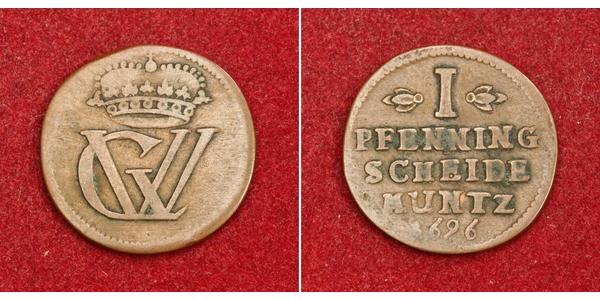 GW
I
PFENNING
SCHEIDE
MUNTZ
1696